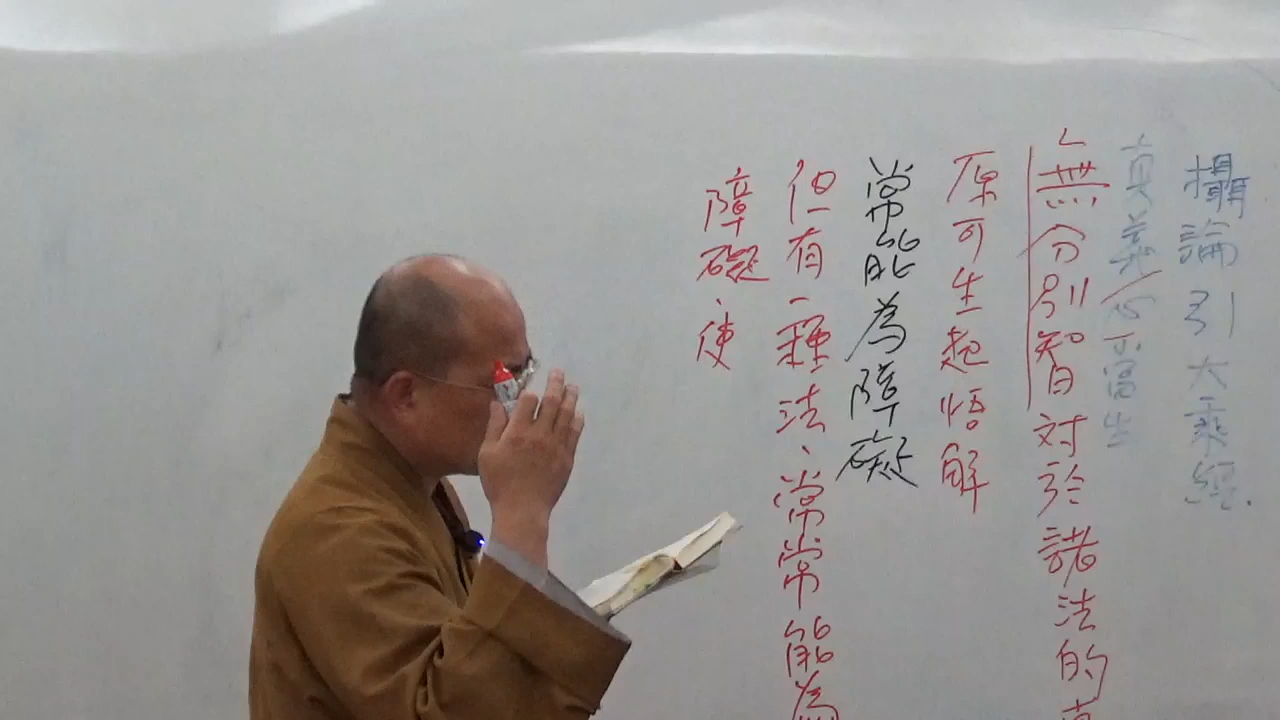 攝論引大乘經.
真義心當生
無分別智対於諸法的真
原可生起悟解
常能為障礙
但有一種法、常常能為
障礙、使